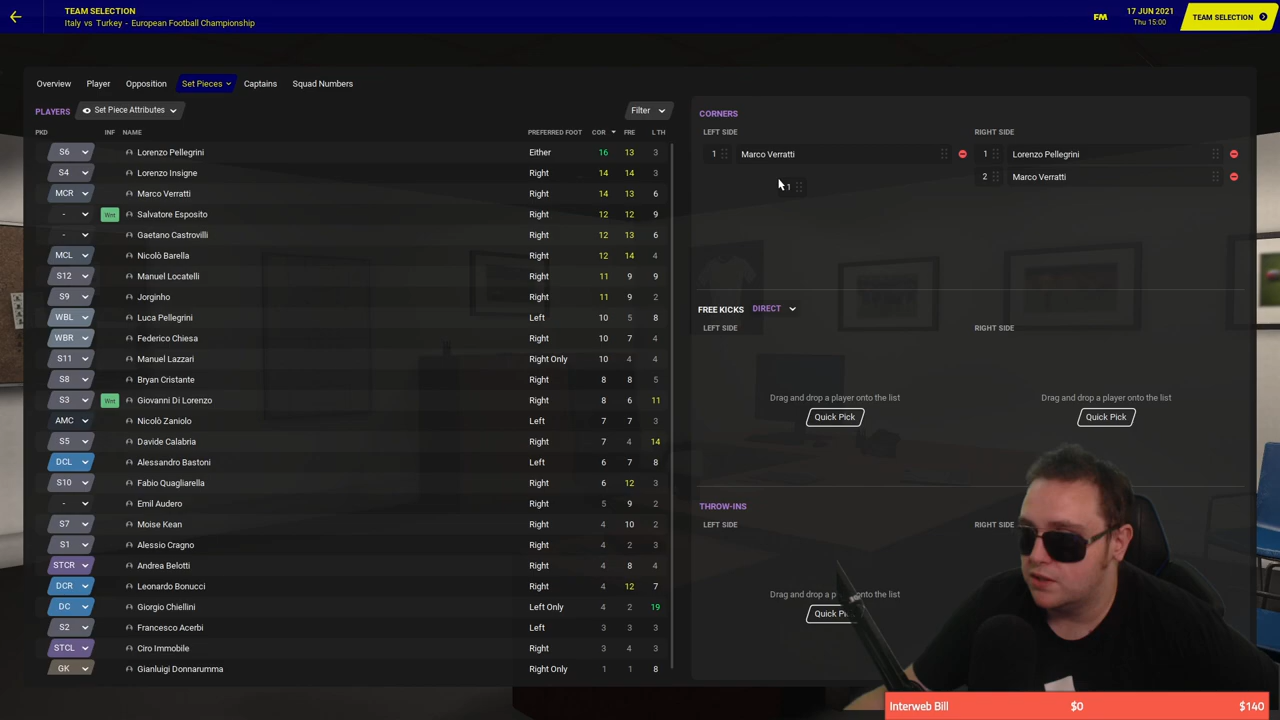 TEAM SELECTION
Italy vs Turkey - European Football Championship
FM
17 JUN 2021
Thu 15:00
TEAM SELECTION
Overview Player Opposition Set Pieces Captains Squad Numbers
PLAYERS Set Piece Attributes Filter
PKD INF NAME PREFERRED FOOT COR FRE L TH
S6 Lorenzo Pellegrini Either 16 13 3
S4 Lorenzo Insigne Right 14 14 3
MCR Marco Verratti Right 14 13 6
- Wnt Salvatore Esposito Right 12 12 9
- Gaetano Castrovilli Right 12 13 6
MCL Nicolò Barella Right 12 14 4
S12 Manuel Locatelli Right 11 9 9
S9 Jorginho Right 11 9 2
WBL Luca Pellegrini Left 10 5 8
WBR Federico Chiesa Right 10 7 4
S11 Manuel Lazzari Right Only 10 4 4
S8 Bryan Cristante Right 8 8 5
S3 Wnt Giovanni Di Lorenzo Right 8 6 11
AMC Nicolò Zaniolo Left 7 7 3
S5 Davide Calabria Right 7 4 14
DCL Alessandro Bastoni Left 6 7 8
S10 Fabio Quagliarella Right 6 12 3
- Emil Audero Right 5 9 2
S7 Moise Kean Right 4 10 2
S1 Alessio Cragno Right 4 2 3
STCR Andrea Belotti Right 4 8 4
DCR Leonardo Bonucci Right 4 12 7
DC Giorgio Chiellini Left Only 4 2 19
S2 Francesco Acerbi Left 3 3 3
STCL Ciro Immobile Right 3 4 3
GK Gianluigi Donnarumma Right Only 1 1 8
CORNERS
LEFT SIDE RIGHT SIDE
1 Marco Verratti 1 Lorenzo Pellegrini
1 2 Marco Verratti
FREE KICKS DIRECT
LEFT SIDE RIGHT SIDE
Drag and drop a player onto the list Drag and drop a player onto the list
Quick Pick Quick Pick
THROW-INS
LEFT SIDE RIGHT SIDE
Drag and drop a onto the list
Quick
Interweb Bill $0 $140